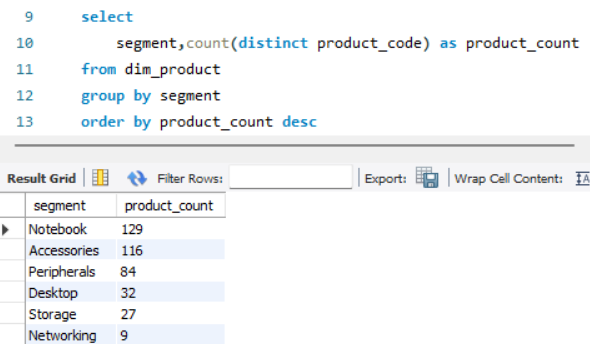 9 select
10 segment,count(distinct product_code) as product_count
11 from dim_product
12 group by segment
13 order by product_count desc
Result Grid Filter Rows: Export: Wrap Cell Content: IA
segment product_count
Notebook 129
Accessories 116
Peripherals 84
Desktop 32
Storage 27
Networking 9